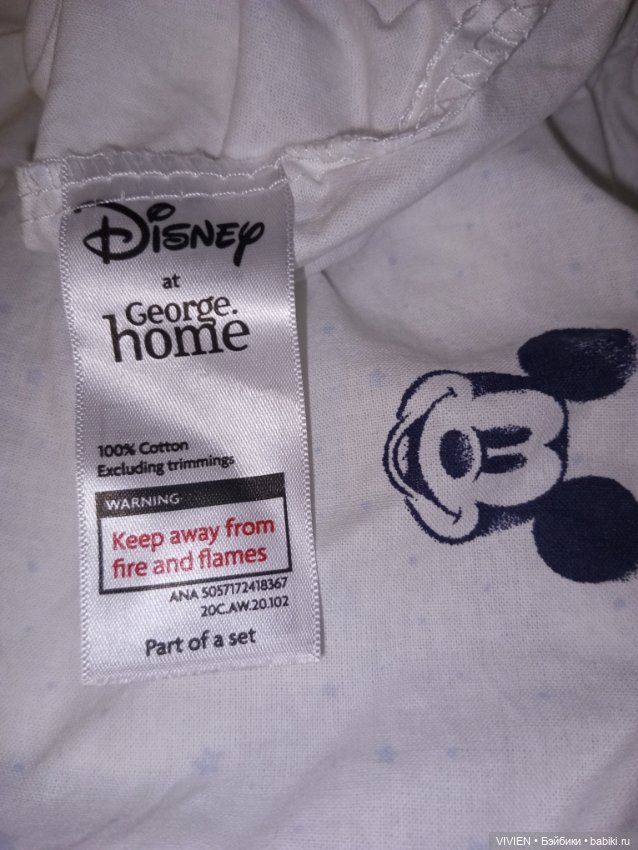 Disney
at
George.
home
100% Cotton
Excluding trimmings
WARNING
Keep away from
fire and flames
ANA 5057172418367
20C.AW.20.102
Part of a set
VIVIEN • Бэйбики • babiki.ru